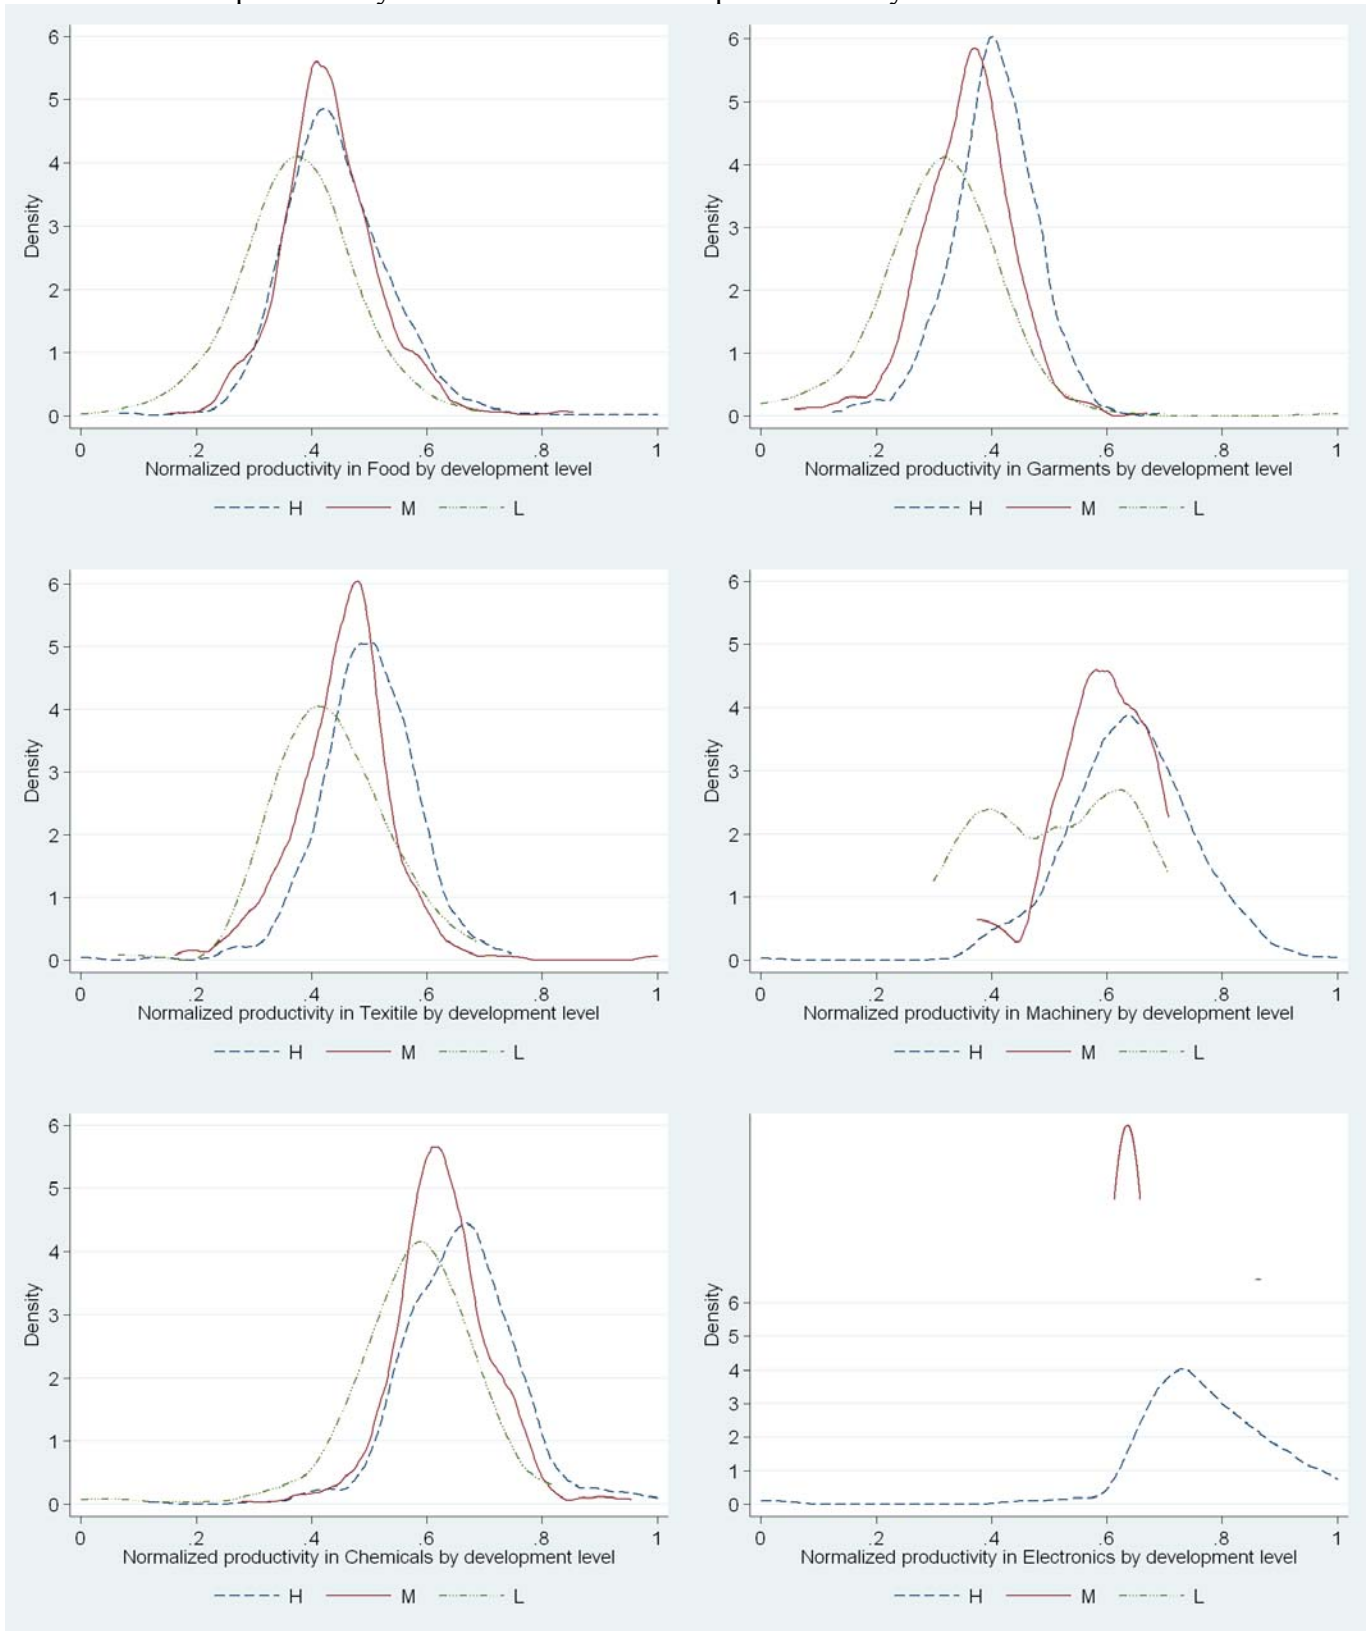 6
5
4
3
2
1
0
Density
0 .2 .4 .6 .8 1
Normalized productivity in Food by development level
H M L
6
5
4
3
2
1
0
Density
0 .2 .4 .6 .8 1
Normalized productivity in Garments by development level
H M L
6
5
4
3
2
1
0
Density
0 .2 .4 .6 .8 1
Normalized productivity in Texitile by development level
H M L
6
5
4
3
2
1
0
Density
0 .2 .4 .6 .8 1
Normalized productivity in Machinery by development level
H M L
6
5
4
3
2
1
0
Density
0 .2 .4 .6 .8 1
Normalized productivity in Chemicals by development level
H M L
6
5
4
3
2
1
0
Density
0 .2 .4 .6 .8 1
Normalized productivity in Electronics by development level
H M L